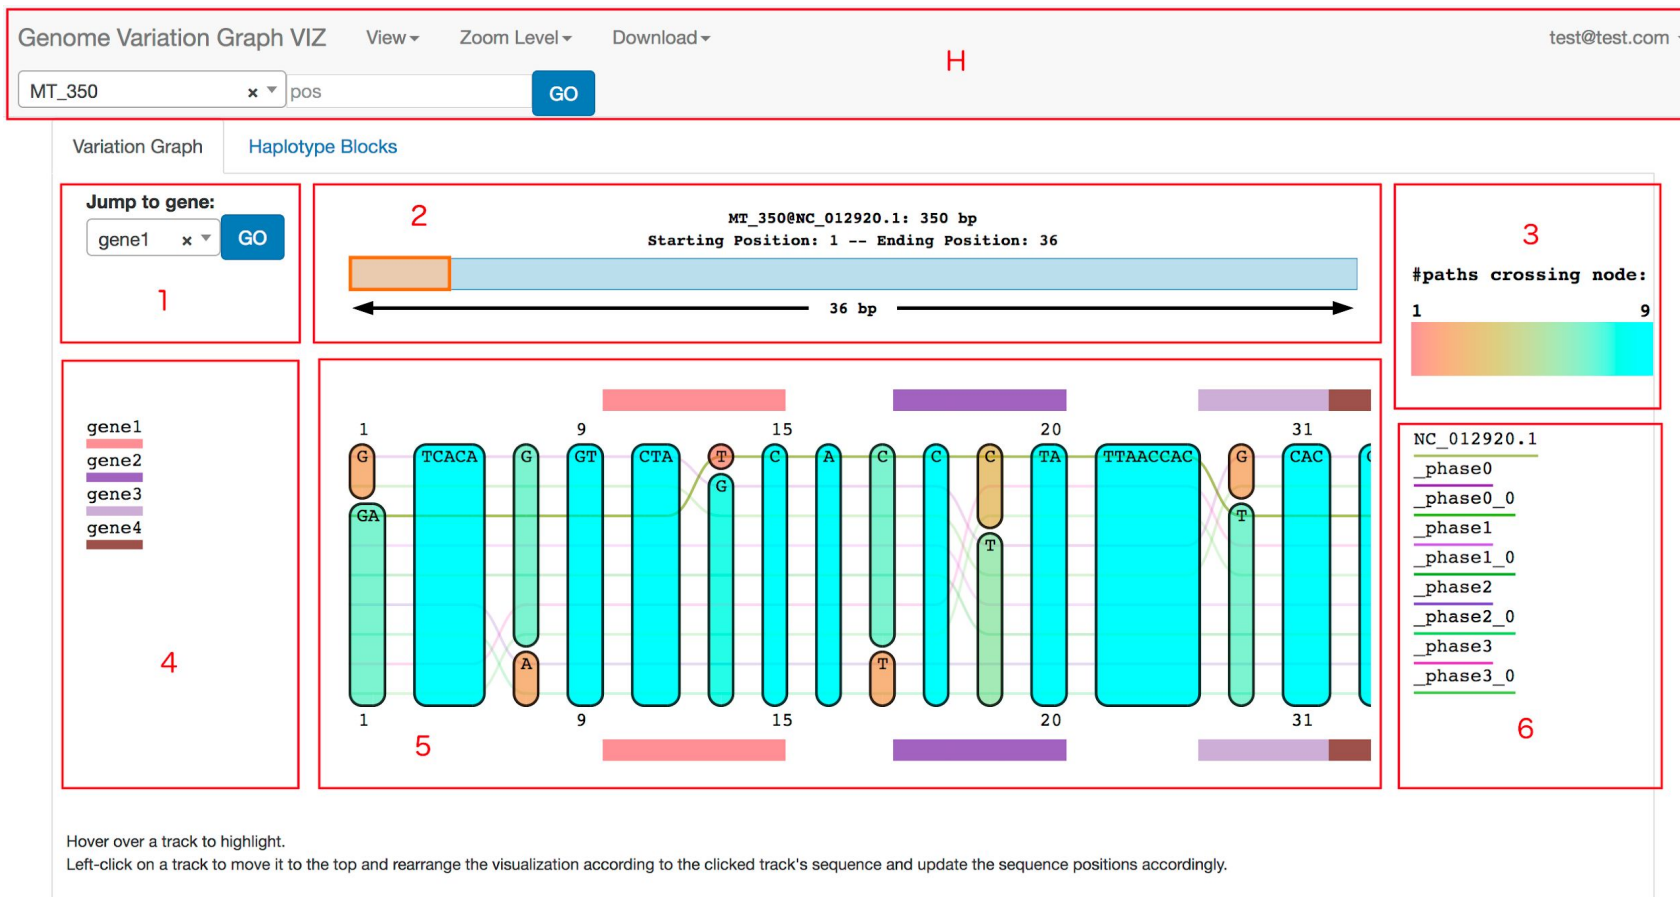 Genome Variation Graph VIZ View Zoom Level Download test@test.com
H
MT_350 × pos GO
Variation Graph Haplotype Blocks
Jump to gene:
gene1 × GO
1
2
MT_350@NC_012920.1: 350 bp
Starting Position: 1 -- Ending Position: 36
36 bp
3
#paths crossing node:
1 9
gene1
gene2
gene3
gene4
4
1 9 15 20 31
G TCACA G GT CTA T C A C C C TA TTAACCAC G CAC
G
GA T
T
A T
1 9 15 20 31
5
NC_012920.1
_phase0
_phase0_0
_phase1
_phase1_0
_phase2
_phase2_0
_phase3
_phase3_0
6
Hover over a track to highlight.
Left-click on a track to move it to the top and rearrange the visualization according to the clicked track's sequence and update the sequence positions accordingly.